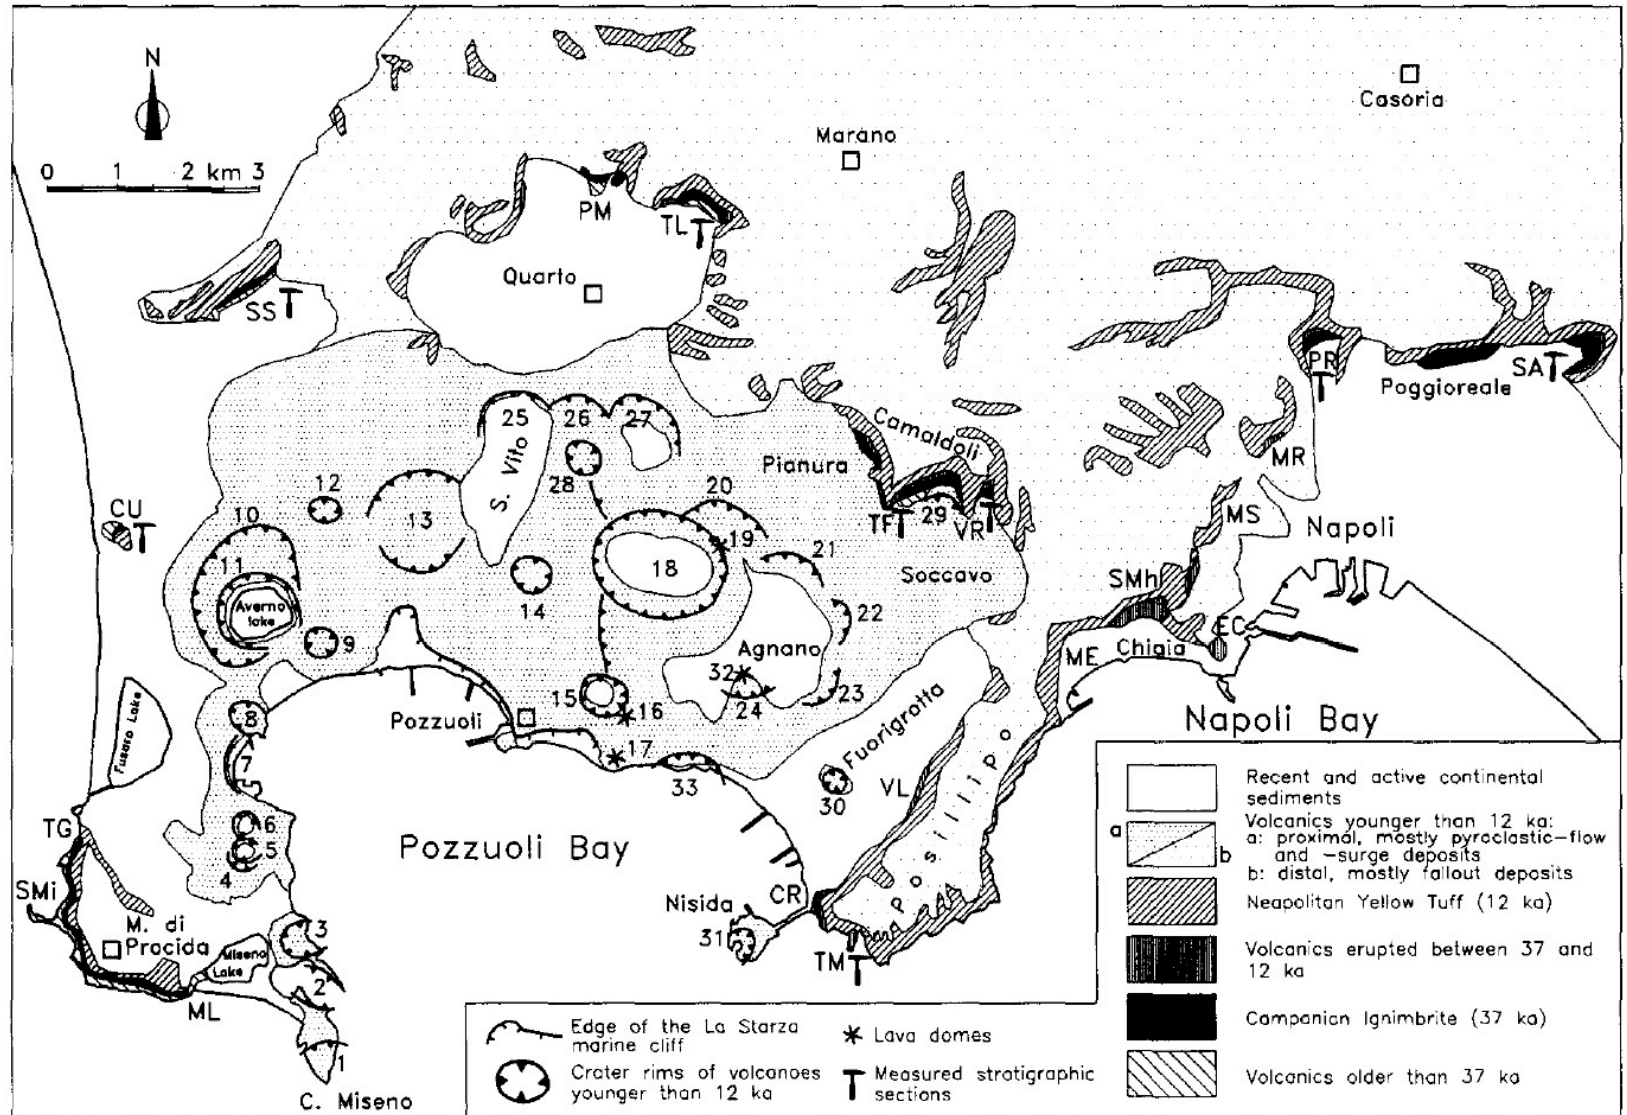 N
0 1 2 km 3
Casoria
Marano
PM
TL
Quarto
SS
PR
SA
Poggioreale
25
26
27
Camaldoli
Pianura
S. Vito
28
12
13
20
CU
10
TF
29
VR
MR
MS
Napoli
19
11
18
21
Averno
lake
14
Soccavo
SMh
22
9
Agnano
EC
ME
Chiaia
32
15
16
24
23
8
Pozzuoli
Napoli Bay
Fusaro Lake
7
17
33
Fuorigrotta
30
VL
Posillipo
TG
6
5
4
Pozzuoli Bay
SMi
M. di
Procida
3
Miseno
Lake
Nisida
CR
31
TM
2
ML
1
C. Miseno
Recent and active continental
sediments
Volcanics younger than 12 ka:
a
a: proximal, mostly pyroclastic-flow
and -surge deposits
b
b: distal, mostly fallout deposits
Neapolitan Yellow Tuff (12 ka)
Volcanics erupted between 37 and
12 ka
Campanian Ignimbrite (37 ka)
Volcanics older than 37 ka
Edge of the La Starza
marine cliff
Lava domes
Crater rims of volcanoes
younger than 12 ka
Measured stratigraphic
sections